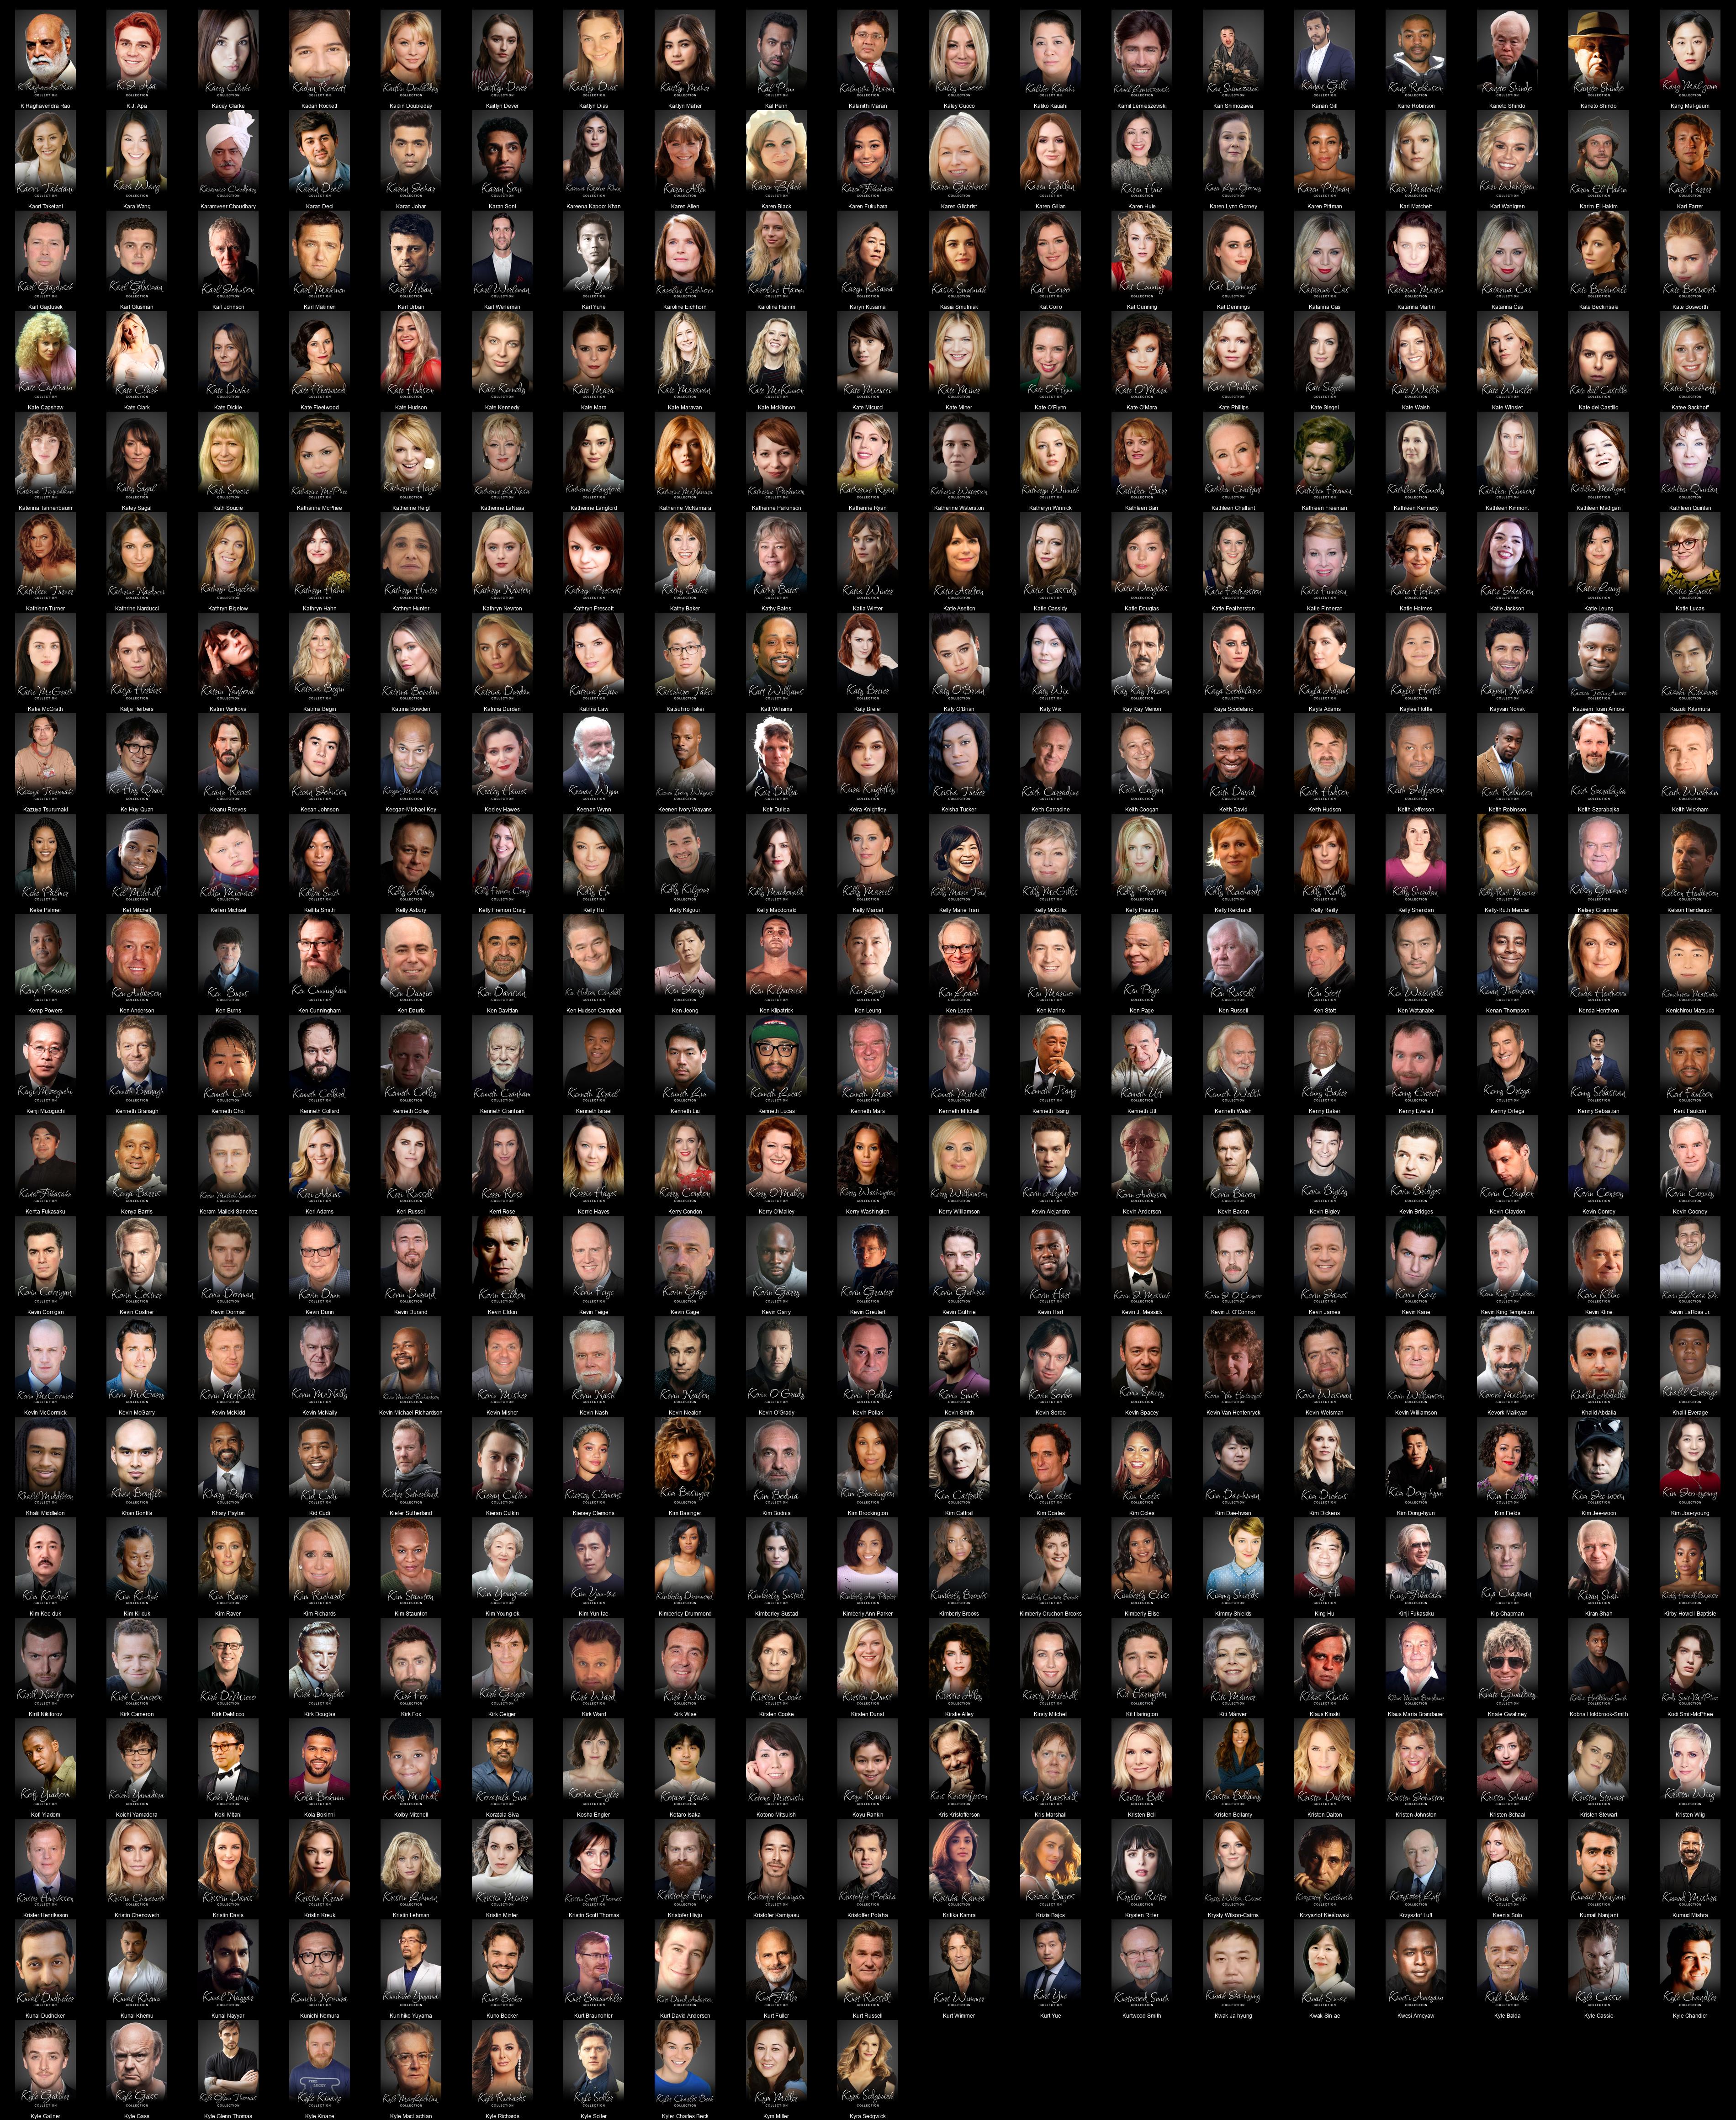 K Raghavendra Rao K.J. Apa Kacey Clarke Kadan Rockett Kaitlin Doubleday Kaitlyn Dever Kaitlyn Dias Kaitlyn Maher Kal Penn Kalanithi Maran Kaley Cuoco Kaliko Kauahi Kamil Lemieszewski Kan Shimozawa Kanan Gill Kane Robinson Kaneto Shindo Kaneto Shindô Kang Mal-geum
Kaori Taketani Kara Wang Karamveer Choudhary Karan Deol Karan Johar Karan Soni Kareena Kapoor Khan Karen Allen Karen Black Karen Fukuhara Karen Gilchrist Karen Gillan Karen Huie Karen Lynn Gorney Karen Pittman Kari Matchett Kari Wahlgren Karim El Hakim Karl Farrer
Karl Gajdusek Karl Glusman Karl Johnson Karl Makinen Karl Urban Karl Werleman Karl Yune Karoline Eichhorn Karoline Hamm Karyn Kusama Kasia Smutniak Kat Coiro Kat Cunning Kat Dennings Katarina Cas Katarina Martin Katarina Čas Kate Beckinsale Kate Bosworth
Kate Capshaw Kate Clark Kate Dickie Kate Fleetwood Kate Hudson Kate Kennedy Kate Mara Kate Maravan Kate McKinnon Kate Micucci Kate Miner Kate O'Flynn Kate O'Mara Kate Phillips Kate Siegel Kate Walsh Kate Winslet Kate del Castillo Katee Sackhoff
Katerina Tannenbaum Katey Sagal Kath Soucie Katharine McPhee Katherine Heigl Katherine LaNasa Katherine Langford Katherine McNamara Katherine Parkinson Katherine Ryan Katherine Waterston Katheryn Winnick Kathleen Barr Kathleen Chalfant Kathleen Freeman Kathleen Kennedy Kathleen Kinmont Kathleen Madigan Kathleen Quinlan
Kathleen Turner Kathrine Narducci Kathryn Bigelow Kathryn Hahn Kathryn Hunter Kathryn Newton Kathryn Prescott Kathy Baker Kathy Bates Katia Winter Katie Aselton Katie Cassidy Katie Douglas Katie Featherston Katie Finneran Katie Holmes Katie Jackson Katie Leung Katie Lucas
Katie McGrath Katja Herbers Katrin Vankova Katrina Begin Katrina Bowden Katrina Durden Katrina Law Katsuhiro Takei Katt Williams Katy Breier Katy O'Brian Katy Wix Kay Kay Menon Kaya Scodelario Kayla Adams Kaylee Hottle Kayvan Novak Kazeem Tosin Amore Kazuki Kitamura
Kazuya Tsurumaki Ke Huy Quan Keanu Reeves Kesan Johnson Keegan-Michael Key Keeley Hawes Keenan Wynn Keenen Ivory Wayans Keir Dullea Keira Knightley Keisha Tucker Keith Carradine Keith Coogan Keith David Keith Hudson Keith Jefferson Keith Robinson Keith Szarabajka Keith Wickham
Keke Palmer Kel Mitchell Kellen Michael Kellita Smith Kelly Asbury Kelly Fremon Craig Kelly Hu Kelly Kilgour Kelly Macdonald Kelly Marcel Kelly Marie Tran Kelly McGillis Kelly Preston Kelly Reichardt Kelly Reilly Kelly Sheridan Kelly-Ruth Mercier Kelsey Grammer Kelson Henderson
Kemp Powers Ken Anderson Ken Burns Ken Cunningham Ken Daurio Ken Davitian Ken Hudson Campbell Ken Jeong Ken Kilpatrick Ken Leung Ken Loach Ken Marino Ken Page Ken Russell Ken Stott Ken Watanabe Kenan Thompson Kenda Henthorn Kenichirou Matsuda
Kenji Mizoguchi Kenneth Branagh Kenneth Choi Kenneth Collard Kenneth Colley Kenneth Cranham Kenneth Israel Kenneth Liu Kenneth Lucas Kenneth Mars Kenneth Mitchell Kenneth Tsang Kenneth Utt Kenneth Welsh Kenny Baker Kenny Everett Kenny Ortega Kenny Sebastian Kent Faulcon
Kenta Fukasaku Kenya Barris Keram Malicki-Sánchez Keri Adams Keri Russell Kerri Rose Kerrie Hayes Kerry Condon Kerry O'Malley Kerry Washington Kerry Williamson Kevin Alejandro Kevin Anderson Kevin Bacon Kevin Bigley Kevin Bridges Kevin Claydon Kevin Conroy Kevin Cooney
Kevin Corrigan Kevin Costner Kevin Dorman Kevin Dunn Kevin Durand Kevin Eldon Kevin Feige Kevin Gage Kevin Garry Kevin Greutert Kevin Guthrie Kevin Hart Kevin J. Messick Kevin J. O'Connor Kevin James Kevin Kane Kevin King Templeton Kevin Kline Kevin LaRosa Jr.
Kevin McCormick Kevin McGarry Kevin McKidd Kevin McNally Kevin Michael Richardson Kevin Misher Kevin Nash Kevin Nealon Kevin O'Grady Kevin Pollak Kevin Smith Kevin Sorbo Kevin Spacey Kevin Van Hentenryck Kevin Weisman Kevin Williamson Kevork Malikyan Khalid Abdalla Khalil Everage
Khalil Middleton Khan Bonfils Khary Payton Kid Cudi Kiefer Sutherland Kieran Culkin Kiersey Clemons Kim Basinger Kim Bodnia Kim Brockington Kim Cattrall Kim Coates Kim Coles Kim Dae-hwan Kim Dickens Kim Dong-hyun Kim Fields Kim Jee-woon Kim Joo-ryoung
Kim Kee-duk Kim Ki-duk Kim Raver Kim Richards Kim Staunton Kim Young-ok Kim Yun-tae Kimberley Drummond Kimberley Sustad Kimberly Ann Parker Kimberly Brooks Kimberly Cruchon Brooks Kimberly Elise Kimmy Shields King Hu Kinji Fukasaku Kip Chapman Kiran Shah Kirby Howell-Baptiste
Kirill Nikiforov Kirk Cameron Kirk DeMicco Kirk Douglas Kirk Fox Kirk Geiger Kirk Ward Kirk Wise Kirsten Cooke Kirsten Dunst Kirstie Alley Kirsty Mitchell Kit Harington Kiti Mánver Klaus Kinski Klaus Maria Brandauer Knate Gwaltney Kobna Holdbrook-Smith Kodi Smit-McPhee
Kofi Yiadom Koichi Yamadera Koki Mitani Kola Bokinni Kolby Mitchell Koratala Siva Kosha Engler Kotaro Isaka Kotono Mitsuishi Koyu Rankin Kris Kristofferson Kris Marshall Kristen Bell Kristen Bellamy Kristen Dalton Kristen Johnston Kristen Schaal Kristen Stewart Kristen Wiig
Krister Henriksson Kristin Chenoweth Kristin Davis Kristin Kreuk Kristin Lehman Kristin Minter Kristin Scott Thomas Kristofer Hivju Kristofer Kamiyasu Kristoffer Polaha Kritika Kamra Krizia Bajos Krysten Ritter Krysty Wilson-Cairns Krzysztof Kieślowski Krzysztof Luft Ksenia Solo Kumail Nanjiani Kumud Mishra
Kunal Dudheker Kunal Khemu Kunal Nayyar Kunichi Nomura Kunihiko Yuyama Kuno Becker Kurt Braunohler Kurt David Anderson Kurt Fuller Kurt Russell Kurt Wimmer Kurt Yue Kurtwood Smith Kwak Ja-hyung Kwak Sin-ae Kwesi Ameyaw Kyle Balda Kyle Cassie Kyle Chandler
Kyle Gallner Kyle Gass Kyle Glenn Thomas Kyle Kinane Kyle MacLachlan Kyle Richards Kyle Soller Kyler Charles Beck Kym Miller Kyra Sedgwick